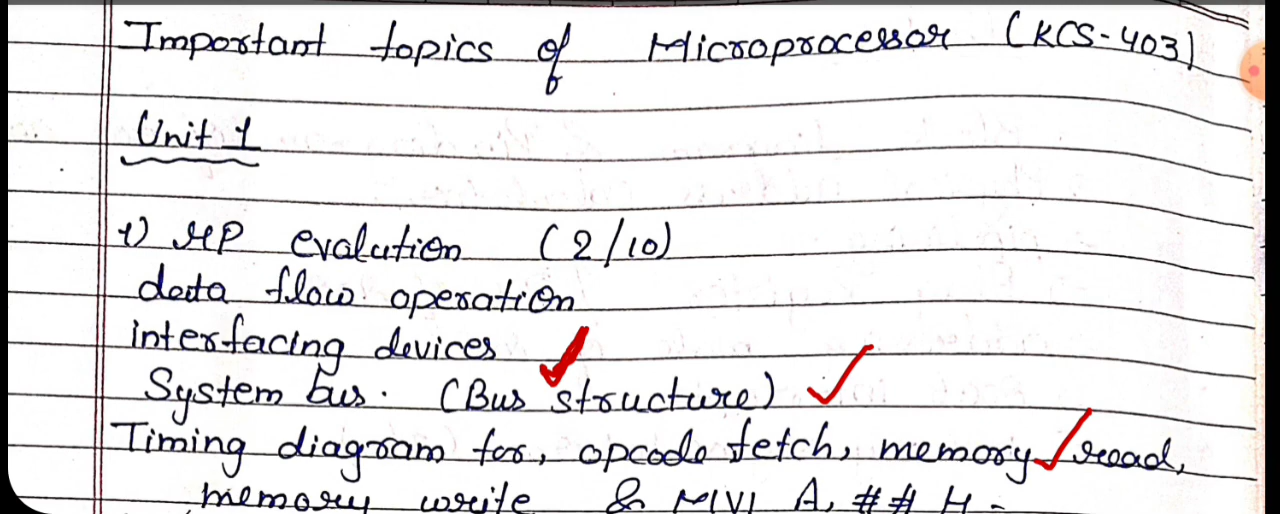 Important topics of Microprocessor (KCS-403)
Unit 1
1) MP evalution (2/10)
data flow operation
interfacing devices
System bus. (Bus structure)
Timing diagram for, opcode fetch, memory read,
memory write & MVI A, ## H.